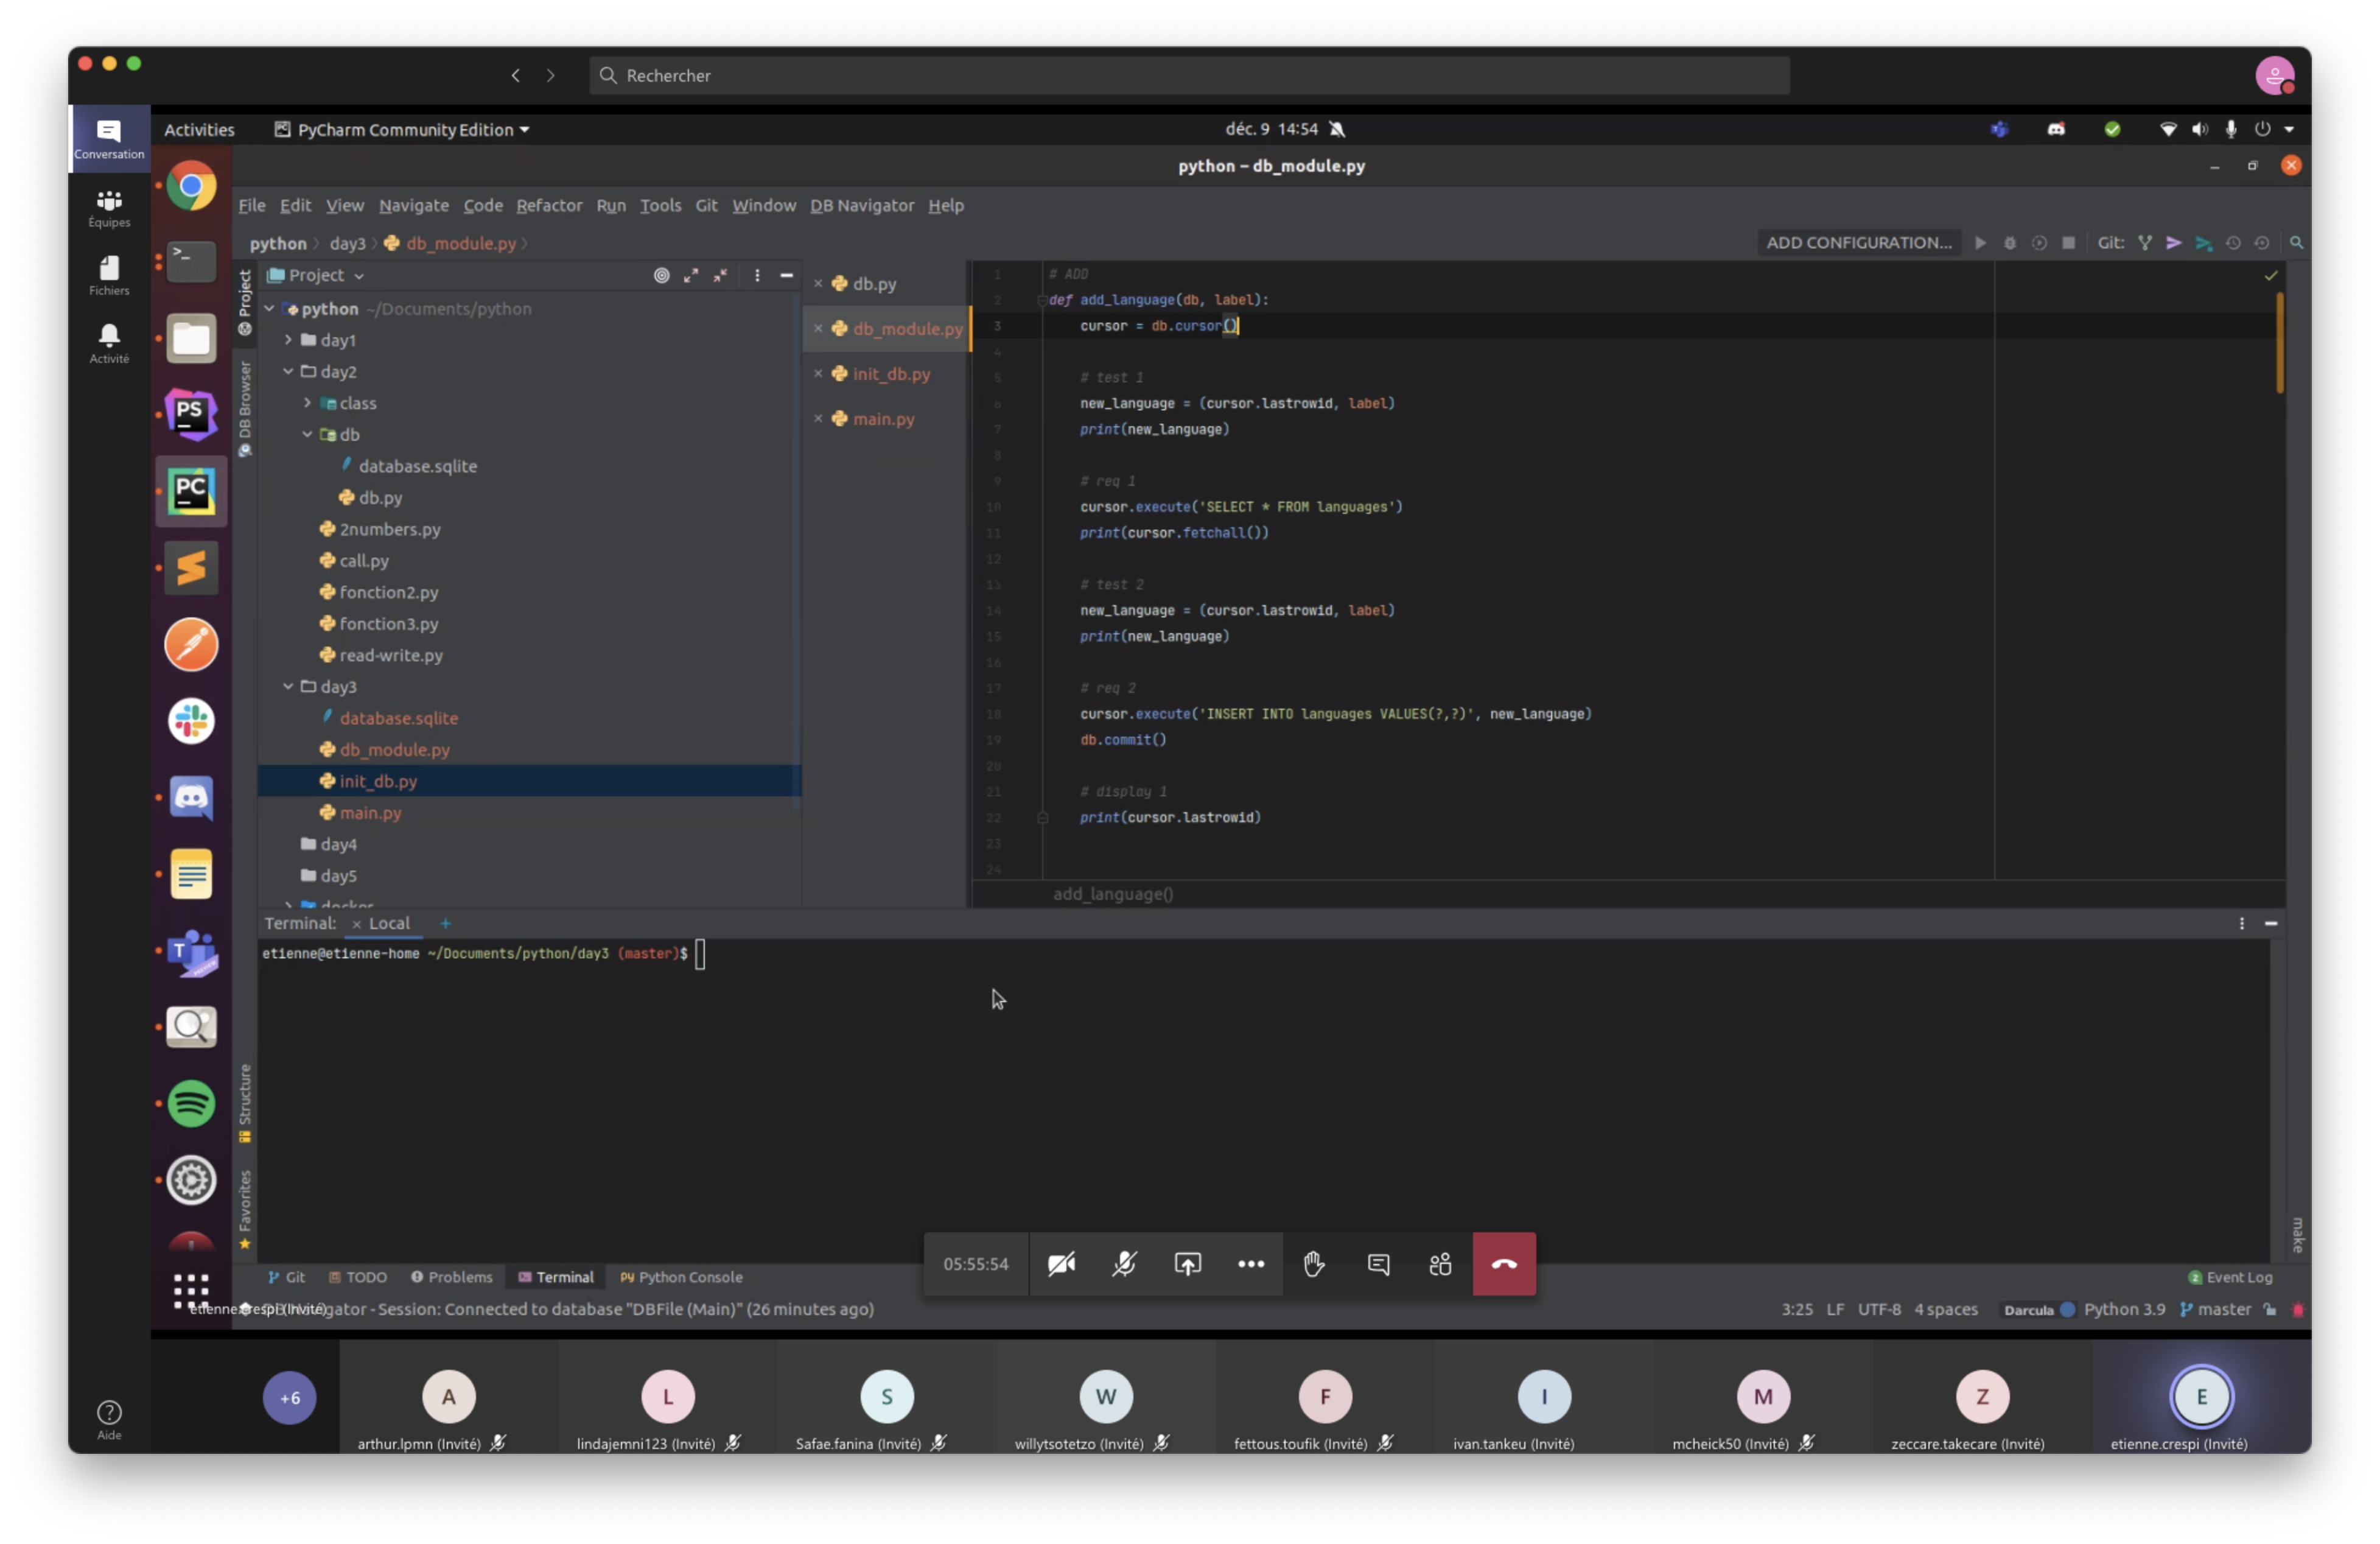 Rechercher
Conversation
Équipes
Fichiers
Activité
Aide
Activities
PyCharm Community Edition
déc. 9 14:54
python – db_module.py
File Edit View Navigate Code Refactor Run Tools Git Window DB Navigator Help
python day3 db_module.py
ADD CONFIGURATION... Git:
Project
DB Browser
Structure
Favorites
Project
python ~/Documents/python
day1
day2
class
db
database.sqlite
db.py
2numbers.py
call.py
fonction2.py
fonction3.py
read-write.py
day3
database.sqlite
db_module.py
init_db.py
main.py
day4
day5
docker
db.py
db_module.py
init_db.py
main.py
1 # ADD
2 def add_language(db, label):
3 cursor = db.cursor()
4
5 # test 1
6 new_language = (cursor.lastrowid, label)
7 print(new_language)
8
9 # req 1
10 cursor.execute('SELECT * FROM languages')
11 print(cursor.fetchall())
12
13 # test 2
14 new_language = (cursor.lastrowid, label)
15 print(new_language)
16
17 # req 2
18 cursor.execute('INSERT INTO languages VALUES(?,?)', new_language)
19 db.commit()
20
21 # display 1
22 print(cursor.lastrowid)
23
24
add_language()
Terminal: Local +
etienne@etienne-home ~/Documents/python/day3 (master)$
make
05:55:54
Git TODO Problems Terminal Python Console
2 Event Log
etienne.crespi (Invité)
gator - Session: Connected to database "DBFile (Main)" (26 minutes ago)
3:25 LF UTF-8 4 spaces Darcula Python 3.9 master
+6 A L S W F I M Z E
arthur.lpmn (Invité) lindajemni123 (Invité) Safae.fanina (Invité) willytsotetzo (Invité) fettous.toufik (Invité) ivan.tankeu (Invité) mcheick50 (Invité) zeccare.takecare (Invité) etienne.crespi (Invité)
PS
PC
T